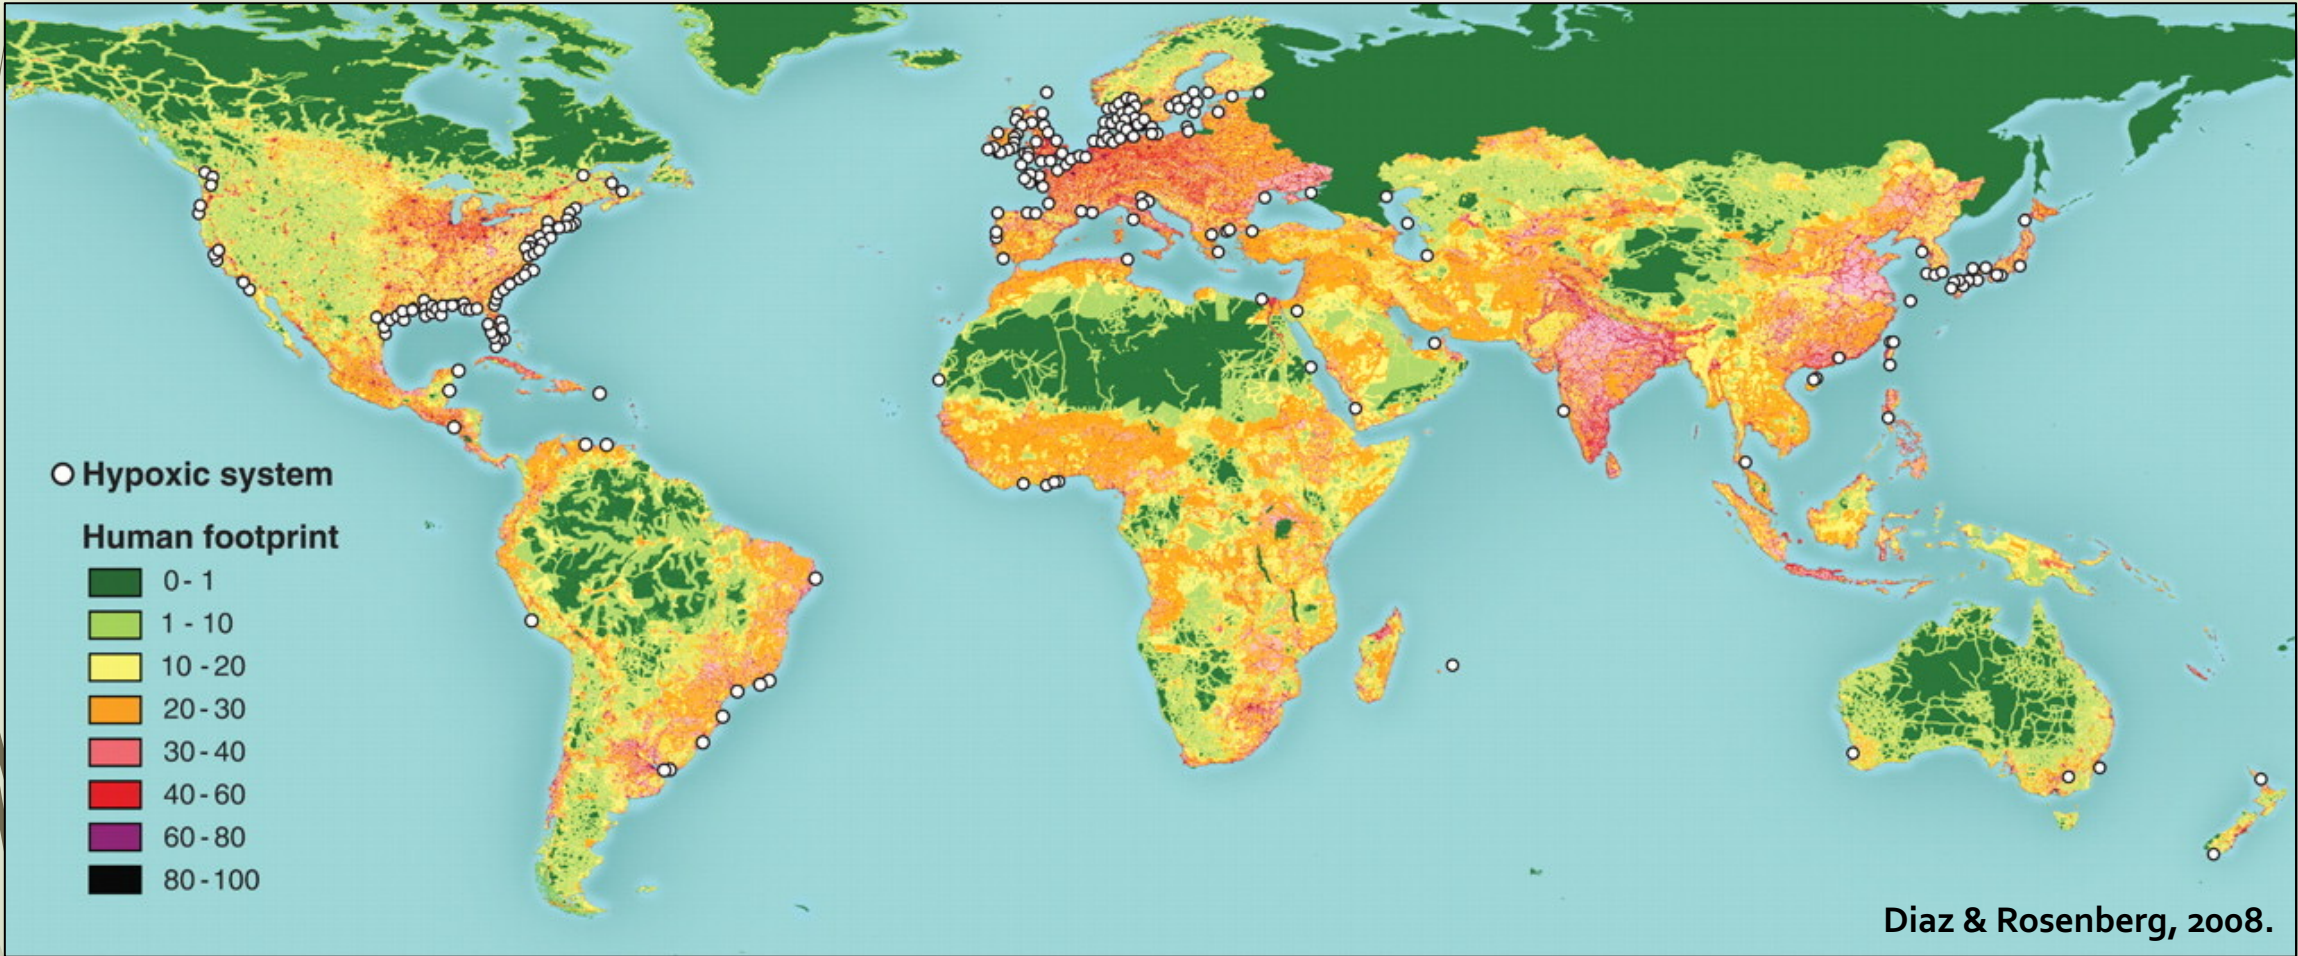 Hypoxic system
Human footprint
0 - 1
1 - 10
10 - 20
20 - 30
30 - 40
40 - 60
60 - 80
80 - 100
Diaz & Rosenberg, 2008.